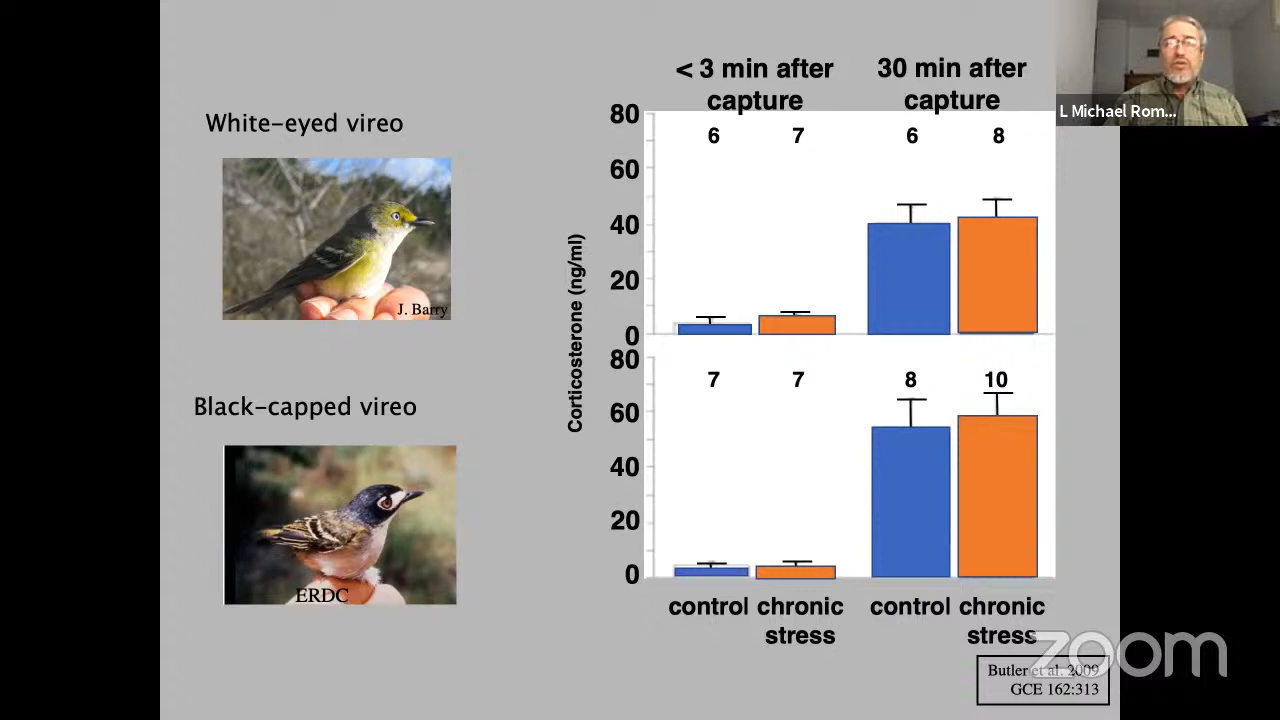 < 3 min after
capture
30 min after
capture
L Michael Rom...
White-eyed vireo
J. Barry
Black-capped vireo
ERDC
Corticosterone (ng/ml)
80
60
40
20
0
6
7
6
8
80
60
40
20
0
7
7
8
10
control
chronic
stress
control
chronic
stress
Butler et al. 2009
GCE 162:313
zoom